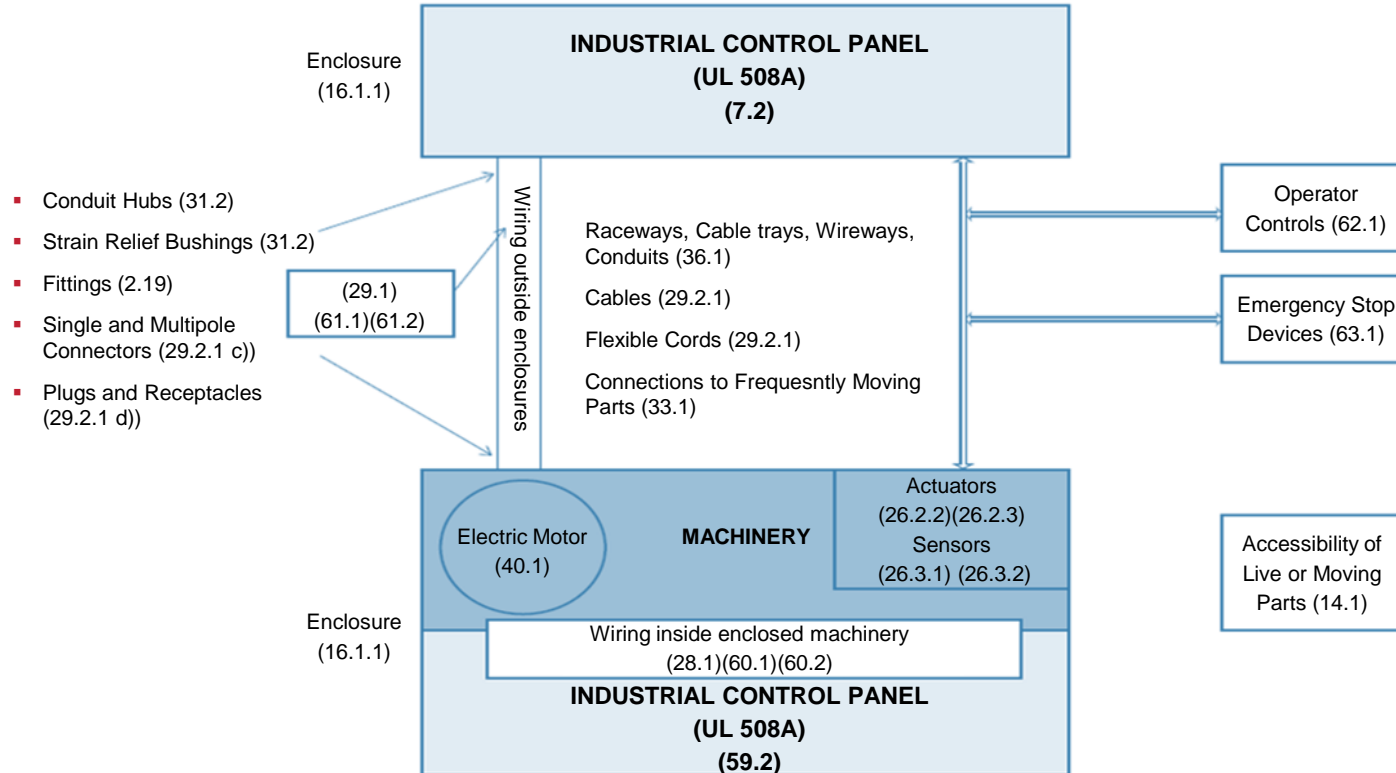 INDUSTRIAL CONTROL PANEL
(UL 508A)
(7.2)
Enclosure
(16.1.1)
Conduit Hubs (31.2)
Strain Relief Bushings (31.2)
Fittings (2.19)
Single and Multipole
Connectors (29.2.1 c))
Plugs and Receptacles
(29.2.1 d))
(29.1)
(61.1)(61.2)
Wiring outside enclosures
Raceways, Cable trays, Wireways,
Conduits (36.1)
Cables (29.2.1)
Flexible Cords (29.2.1)
Connections to Frequesntly Moving
Parts (33.1)
Operator
Controls (62.1)
Emergency Stop
Devices (63.1)
Electric Motor
(40.1)
MACHINERY
Actuators
(26.2.2)(26.2.3)
Sensors
(26.3.1) (26.3.2)
Accessibility of
Live or Moving
Parts (14.1)
Enclosure
(16.1.1)
Wiring inside enclosed machinery
(28.1)(60.1)(60.2)
INDUSTRIAL CONTROL PANEL
(UL 508A)
(59.2)